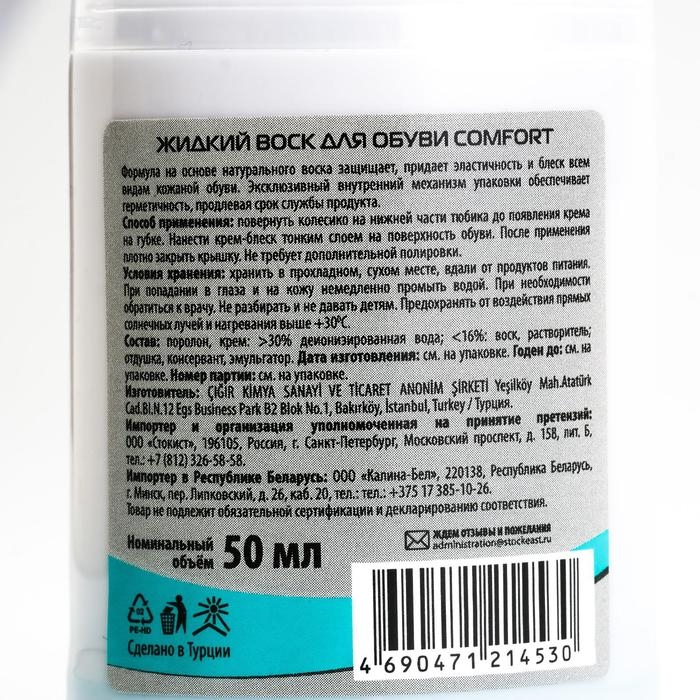 ЖИДКИЙ ВОСК ДЛЯ ОБУВИ COMFORT
Формула на основе натурального воска защищает, придает эластичность и блеск всем
видам кожаной обуви. Эксклюзивный внутренний механизм упаковки обеспечивает
герметичность, продлевая срок службы продукта.
Способ применения: повернуть колесико на нижней части тюбика до появления крема
на губке. Нанести крем-блеск тонким слоем на поверхность обуви. После применения
плотно закрыть крышку. Не требует дополнительной полировки.
Условия хранения: хранить в прохладном, сухом месте, вдали от продуктов питания.
При попадании в глаза и на кожу немедленно промыть водой. При необходимости
обратиться к врачу. Не разбирать и не давать детям. Предохранять от воздействия прямых
солнечных лучей и нагревания выше +30ºС.
Состав: поролон, крем: >30% деионизированная вода; <16%: воск, растворитель;
отдушка, консервант, эмульгатор. Дата изготовления: см. на упаковке. Годен до: см. на
упаковке. Номер партии: см. на упаковке.
Изготовитель: ÇIĞIR KİMYA SANAYİ VE TİCARET ANONİM ŞİRKETİ Yeşilköy Mah.Atatürk
Cad.Bl.N.12 Egs Business Park B2 Blok No.1, Bakırköy, İstanbul, Turkey / Турция.
Импортер и организация уполномоченная на принятие претензий:
ООО «Стокист», 196105, Россия, г. Санкт-Петербург, Московский проспект, д. 158, лит. Б,
тел.: +7 (812) 326-58-58.
Импортер в Республике Беларусь: ООО «Калина-Бел», 220138, Республика Беларусь,
г. Минск, пер. Липковский, д. 26, каб. 20, тел.: тел.: +375 17 385-10-26.
Товар не подлежит обязательной сертификации и декларированию соответствия.
Номинальный
объём 50 мл
ЖДЕМ ОТЗЫВЫ И ПОЖЕЛАНИЯ
administration@stockeast.ru
02
PE-HD
Сделано в Турции
4 690471 214530